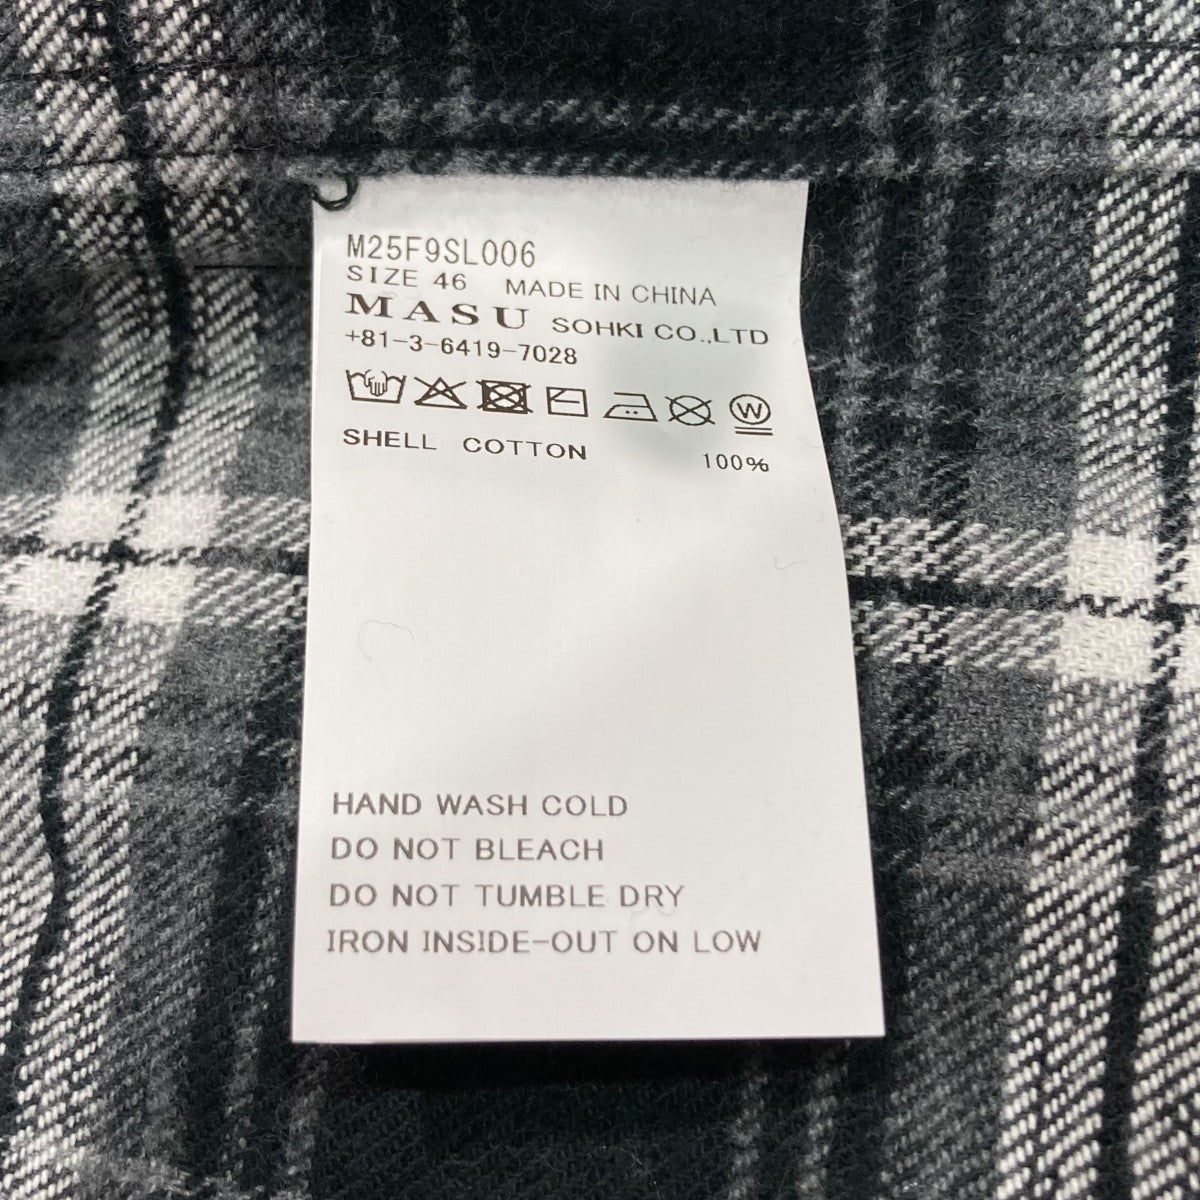 M25F9SL006
SIZE 46 MADE IN CHINA
MASU SOHKI CO.,LTD
+81-3-6419-7028
W
SHELL COTTON 100%
HAND WASH COLD
DO NOT BLEACH
DO NOT TUMBLE DRY
IRON INSIDE-OUT ON LOW